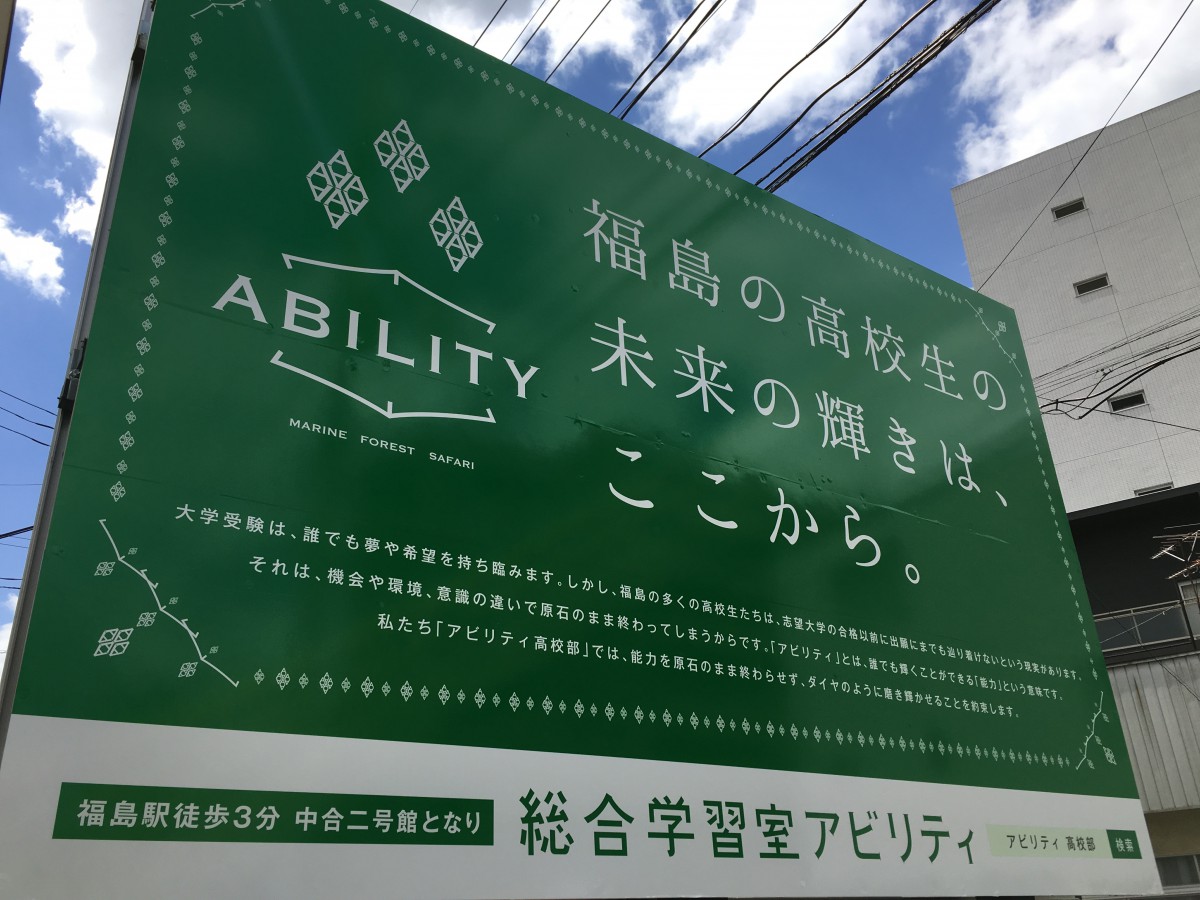 ABILITY
MARINE FOREST SAFARI
福島の高校生の
未来の輝きは、
ここから。
大学受験は、誰でも夢や希望を持ち臨みます。しかし、福島の多くの高校生たちは、志望大学の合格以前に出願にまでも辿り着けないという現実があります。
それは、機会や環境、意識の違いで原石のまま終わってしまうからです。「アビリティ」とは、誰でも輝くことができる「能力」という意味です。
私たち「アビリティ高校部」では、能力を原石のまま終わらせず、ダイヤのように磨き輝かせることを約束します。
福島駅徒歩3分 中合二号館となり
総合学習室アビリティ
アビリティ 高校部 検索